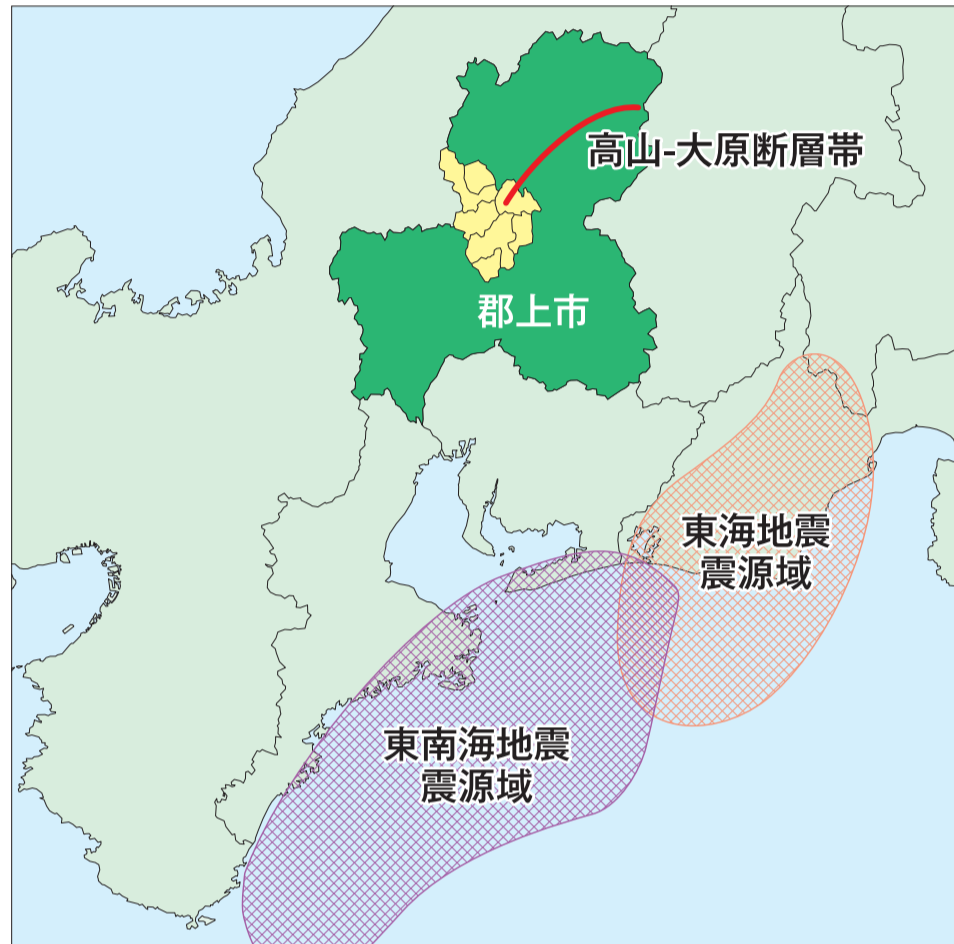 高山-大原断層帯
郡上市
東海地震
震源域
東南海地震
震源域